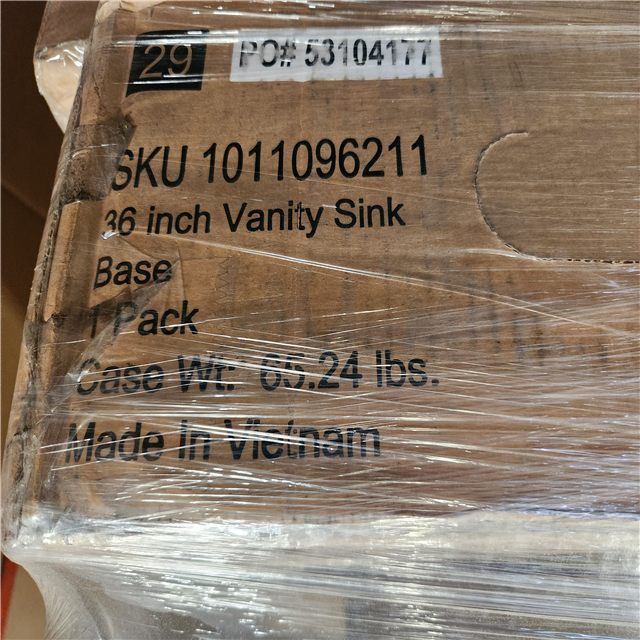 29 PO# 53104177
SKU 1011096211
36 inch Vanity Sink
Base
1 Pack
Case Wt: 65.24 lbs.
Made In Vietnam